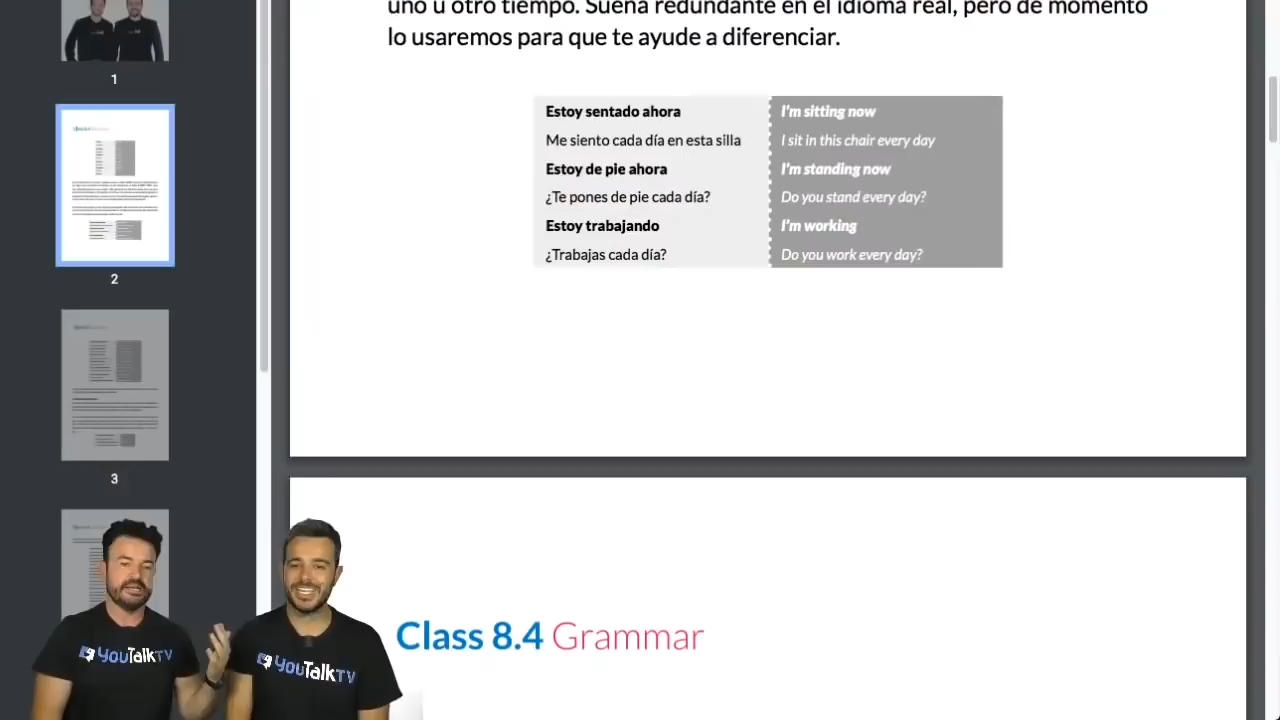 uno u otro tiempo. Suena redundante en el idioma real, pero de momento
lo usaremos para que te ayude a diferenciar.
Estoy sentado ahora I'm sitting now
Me siento cada día en esta silla I sit in this chair every day
Estoy de pie ahora I'm standing now
¿Te pones de pie cada día? Do you stand every day?
Estoy trabajando I'm working
¿Trabajas cada día? Do you work every day?
Class 8.4 Grammar
1
2
3
YouTalkTV
YouTalkTV